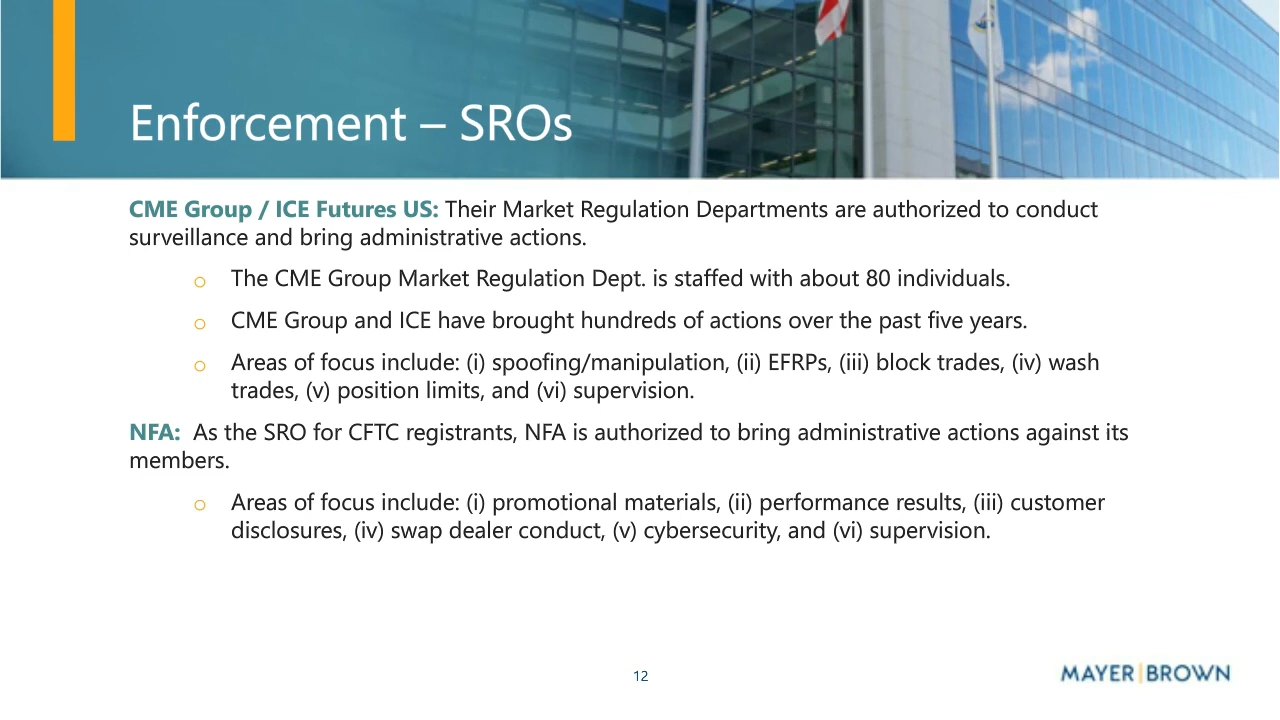 Enforcement – SROs
CME Group / ICE Futures US: Their Market Regulation Departments are authorized to conduct
surveillance and bring administrative actions.
o The CME Group Market Regulation Dept. is staffed with about 80 individuals.
o CME Group and ICE have brought hundreds of actions over the past five years.
o Areas of focus include: (i) spoofing/manipulation, (ii) EFRPs, (iii) block trades, (iv) wash
trades, (v) position limits, and (vi) supervision.
NFA: As the SRO for CFTC registrants, NFA is authorized to bring administrative actions against its
members.
o Areas of focus include: (i) promotional materials, (ii) performance results, (iii) customer
disclosures, (iv) swap dealer conduct, (v) cybersecurity, and (vi) supervision.
12
MAYER|BROWN